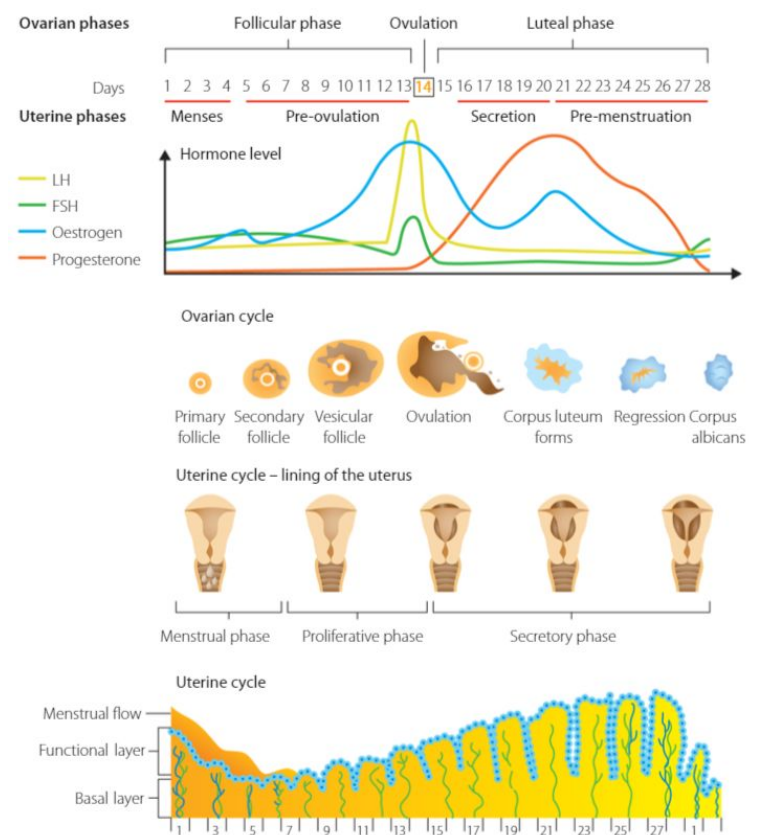 Ovarian phases Follicular phase Ovulation Luteal phase
Days 1 2 3 4 5 6 7 8 9 10 11 12 13 14 15 16 17 18 19 20 21 22 23 24 25 26 27 28
Uterine phases Menses Pre-ovulation Secretion Pre-menstruation
Hormone level
LH
FSH
Oestrogen
Progesterone
Ovarian cycle
Primary follicle
Secondary follicle
Vesicular follicle
Ovulation
Corpus luteum forms
Regression
Corpus albicans
Uterine cycle – lining of the uterus
Menstrual phase Proliferative phase Secretory phase
Uterine cycle
Menstrual flow
Functional layer
Basal layer
1 3 5 7 9 11 13 15 17 19 21 23 25 27 1